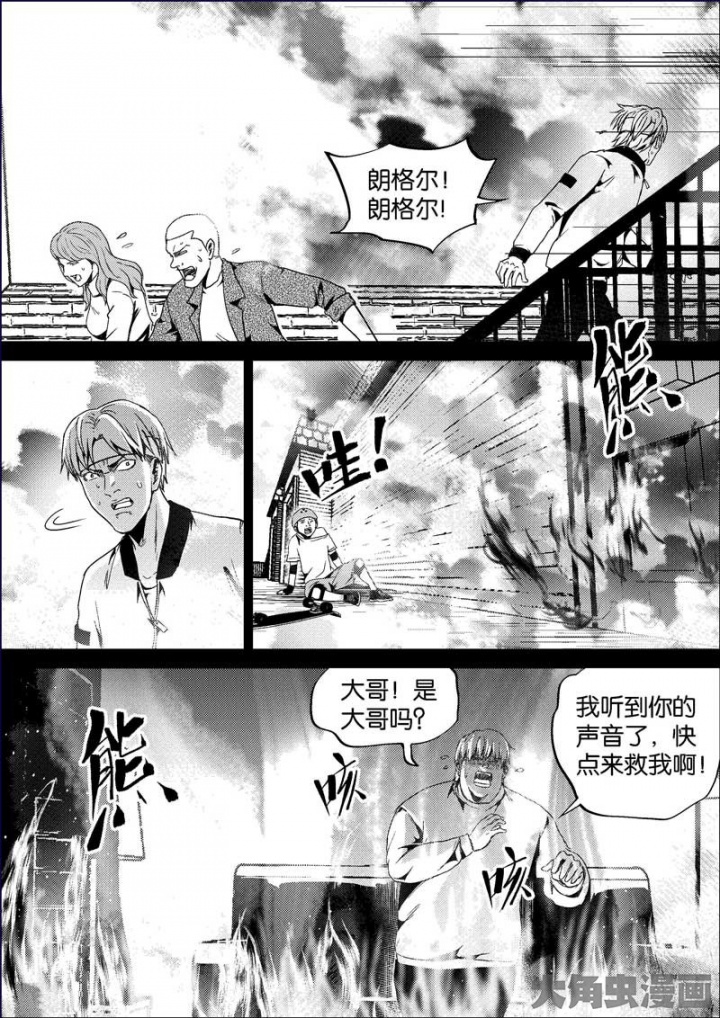 朗格尔！
朗格尔！
熊
哇！
大哥！是
大哥吗？
我听到你的
声音了，快
点来救我啊！
熊
咳
咳
大角虫漫画